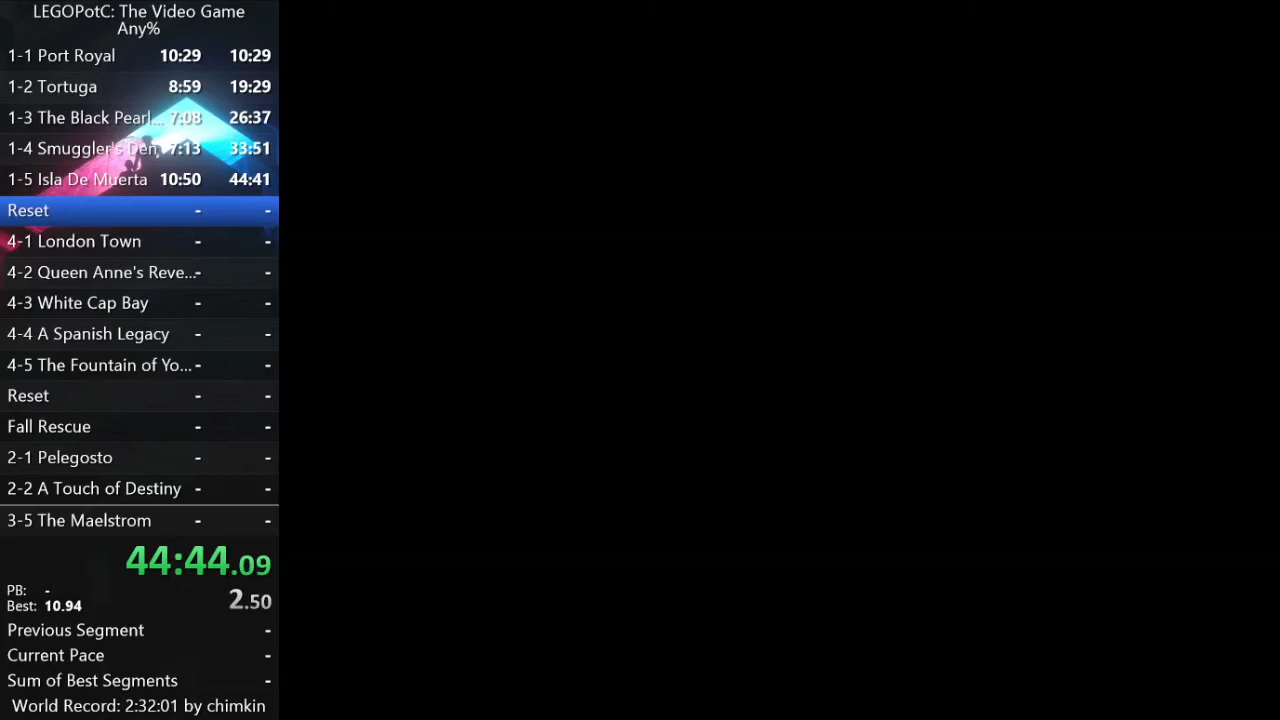 LEGOPotC: The Video Game
Any%
1-1 Port Royal 10:29 10:29
1-2 Tortuga 8:59 19:29
1-3 The Black Pearl... 7:08 26:37
1-4 Smuggler's Den 7:13 33:51
1-5 Isla De Muerta 10:50 44:41
Reset - -
4-1 London Town - -
4-2 Queen Anne's Reve... - -
4-3 White Cap Bay - -
4-4 A Spanish Legacy - -
4-5 The Fountain of Yo... - -
Reset - -
Fall Rescue - -
2-1 Pelegosto - -
2-2 A Touch of Destiny - -
3-5 The Maelstrom - -
44:44.09
PB: -
Best: 10.94 2.50
Previous Segment -
Current Pace -
Sum of Best Segments -
World Record: 2:32:01 by chimkin